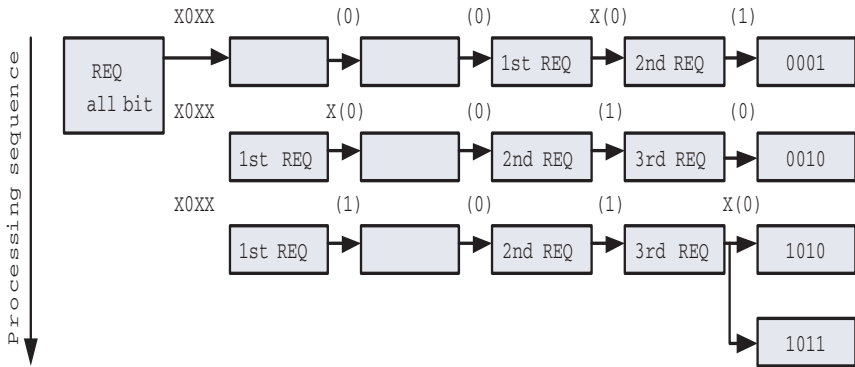 X0XX (0) (0) X(0) (1)
REQ
all bit
1st REQ 2nd REQ 0001
X0XX X(0) (0) (1) (0)
1st REQ 2nd REQ 3rd REQ 0010
X0XX (1) (0) (1) X(0)
1st REQ 2nd REQ 3rd REQ 1010
1011
Processing sequence